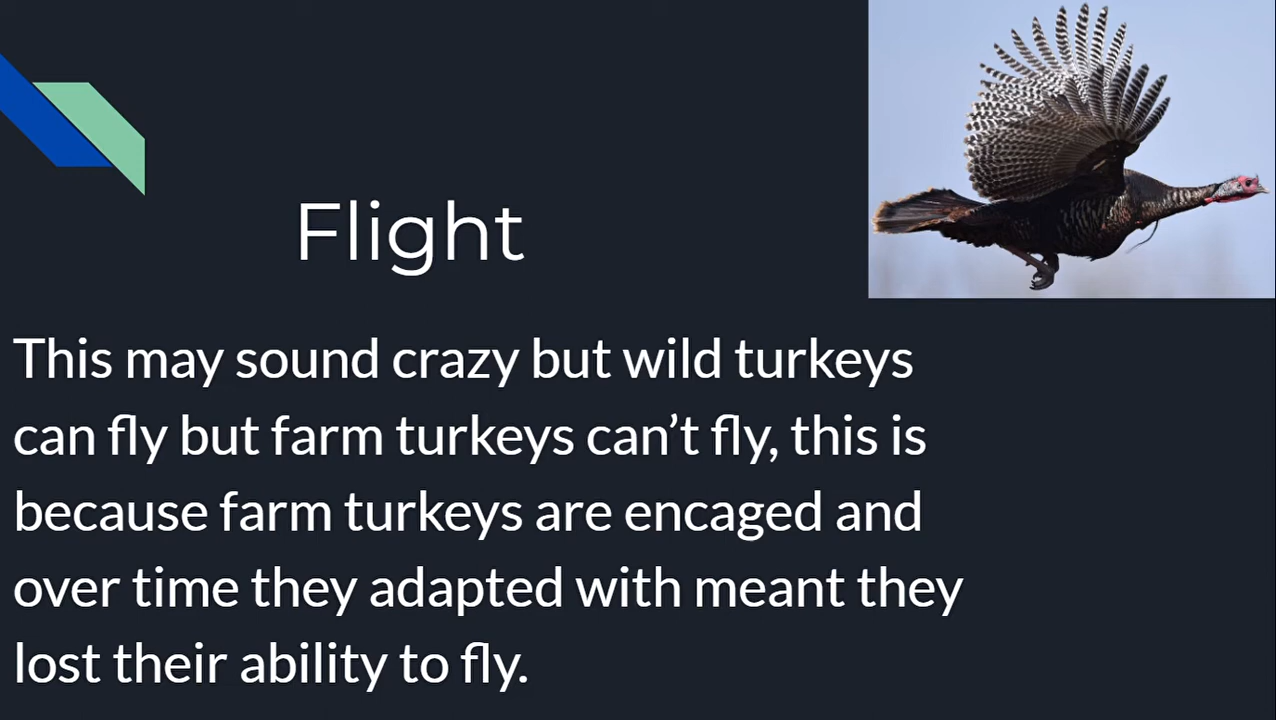 Flight
This may sound crazy but wild turkeys
can fly but farm turkeys can’t fly, this is
because farm turkeys are encaged and
over time they adapted with meant they
lost their ability to fly.